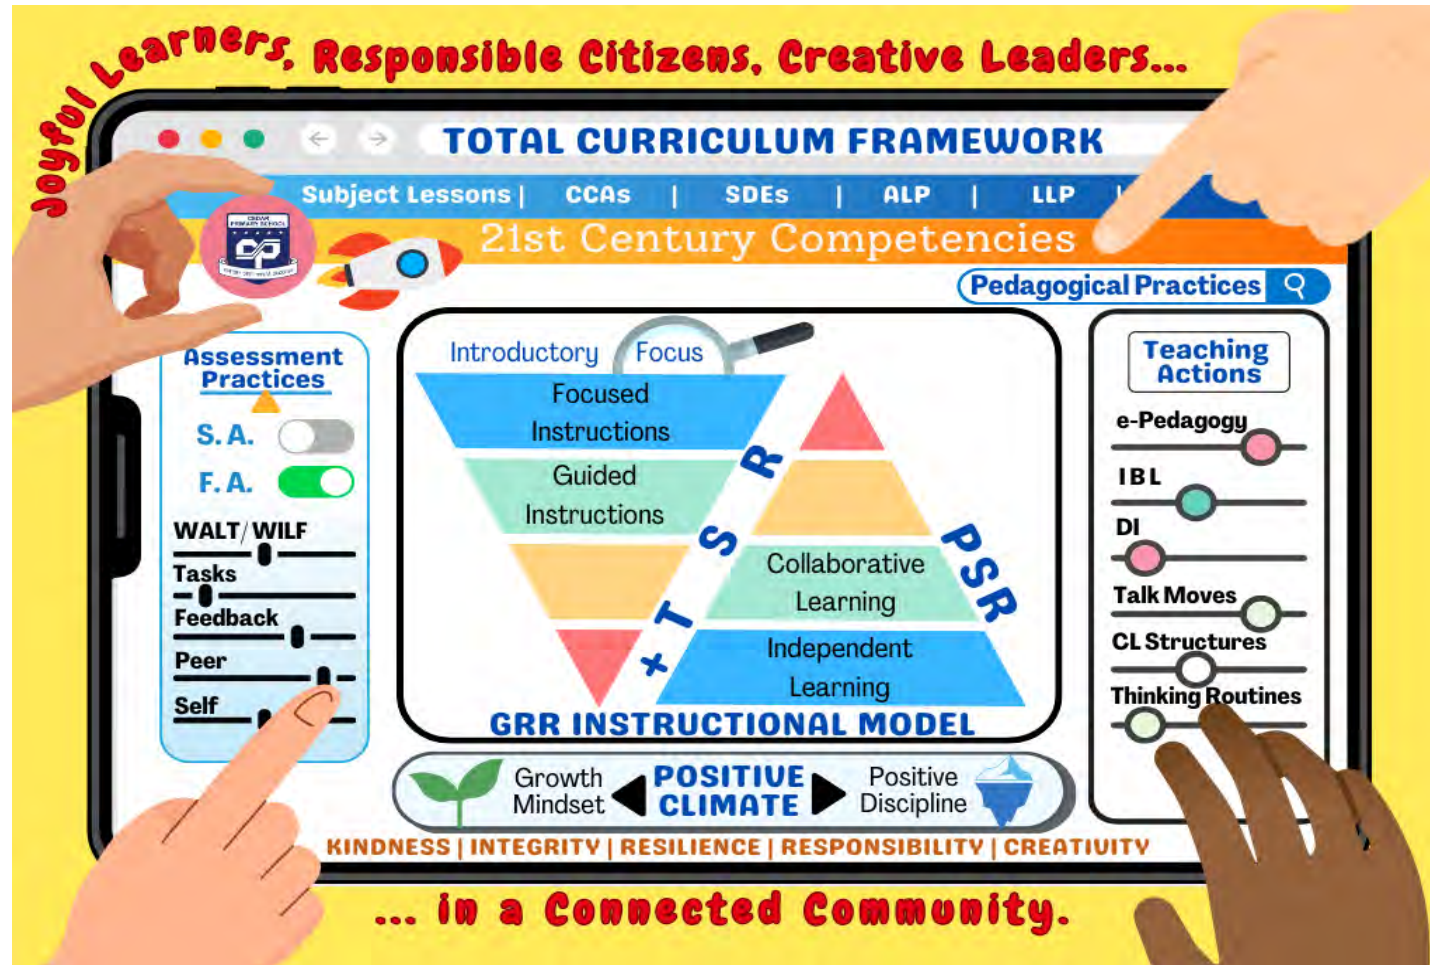 Joyful Learners, Responsible Citizens, Creative Leaders...
TOTAL CURRICULUM FRAMEWORK
Subject Lessons | CCAs | SDEs | ALP | LLP |
CEDAR
PRIMARY SCHOOL
21st Century Competencies
Pedagogical Practices
Assessment
Practices
S. A.
F. A.
WALT/WILF
Tasks
Feedback
Peer
Self
Introductory Focus
Focused
Instructions
Guided
Instructions
+ T S R
Collaborative
Learning
Independent
Learning
PSR
GRR INSTRUCTIONAL MODEL
Teaching
Actions
e-Pedagogy
IBL
DI
Talk Moves
CL Structures
Thinking Routines
Growth
Mindset
POSITIVE
CLIMATE
Positive
Discipline
KINDNESS | INTEGRITY | RESILIENCE | RESPONSIBILITY | CREATIVITY
... in a Connected Community.